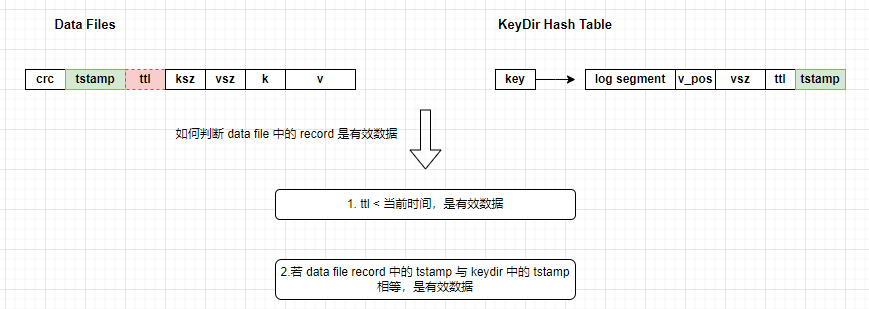 Data Files
KeyDir Hash Table
crc tstamp ttl ksz vsz k v
key log segment v_pos vsz ttl tstamp
如何判断 data file 中的 record 是有效数据
1. ttl < 当前时间，是有效数据
2.若 data file record 中的 tstamp 与 keydir 中的 tstamp
相等，是有效数据